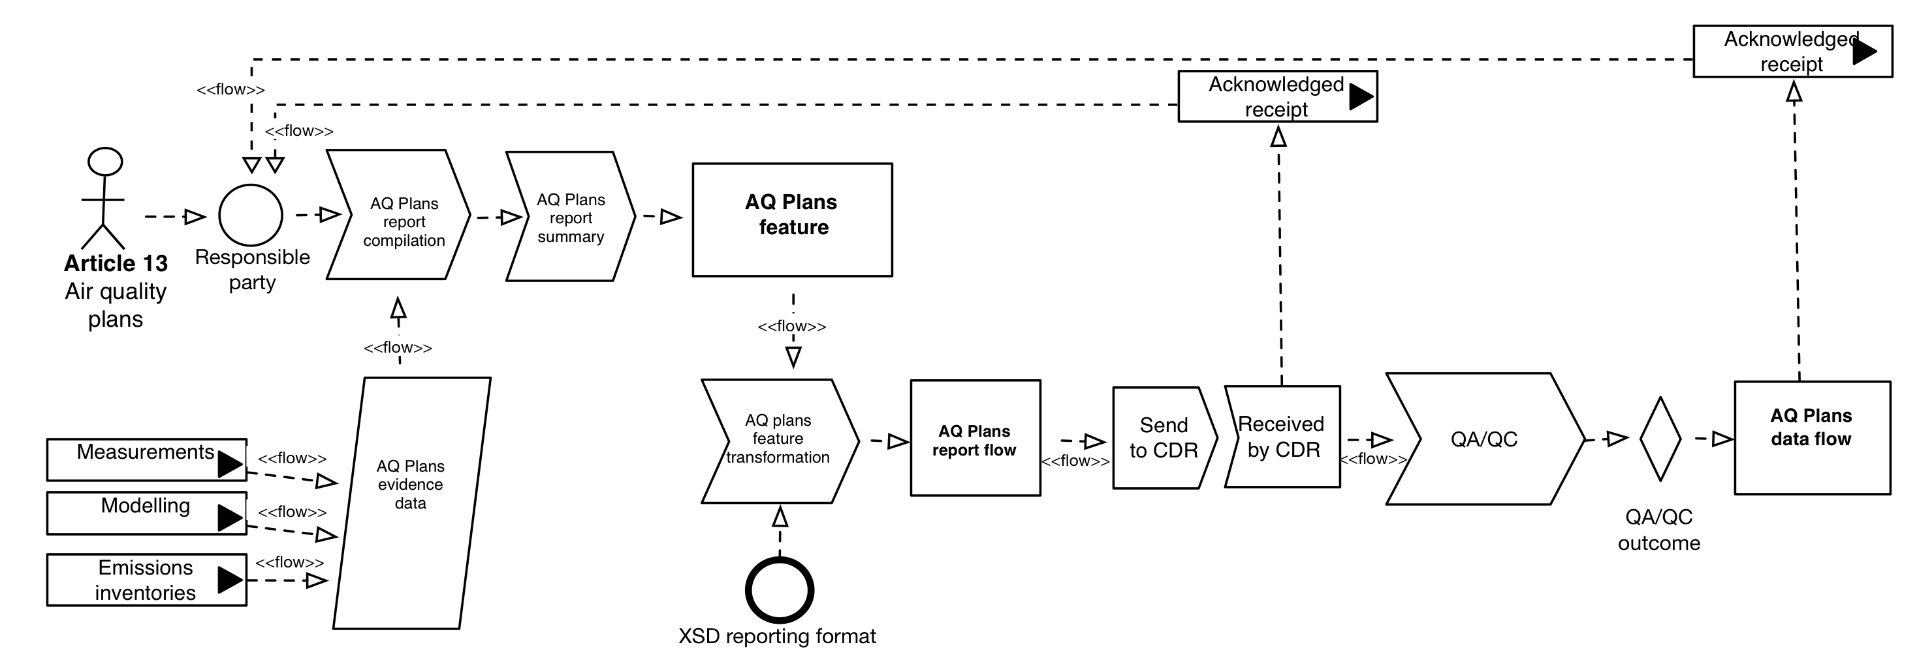 Acknowledged
receipt
<<flow>>
Acknowledged
receipt
<<flow>>
Article 13
Air quality
plans
Responsible
party
AQ Plans
report
compilation
AQ Plans
report
summary
AQ Plans
feature
<<flow>>
<<flow>>
Measurements
<<flow>>
Modelling
<<flow>>
Emissions
inventories
<<flow>>
AQ Plans
evidence
data
AQ plans
feature
transformation
XSD reporting format
AQ Plans
report flow
<<flow>>
Send
to CDR
Received
by CDR
<<flow>>
QA/QC
QA/QC
outcome
AQ Plans
data flow